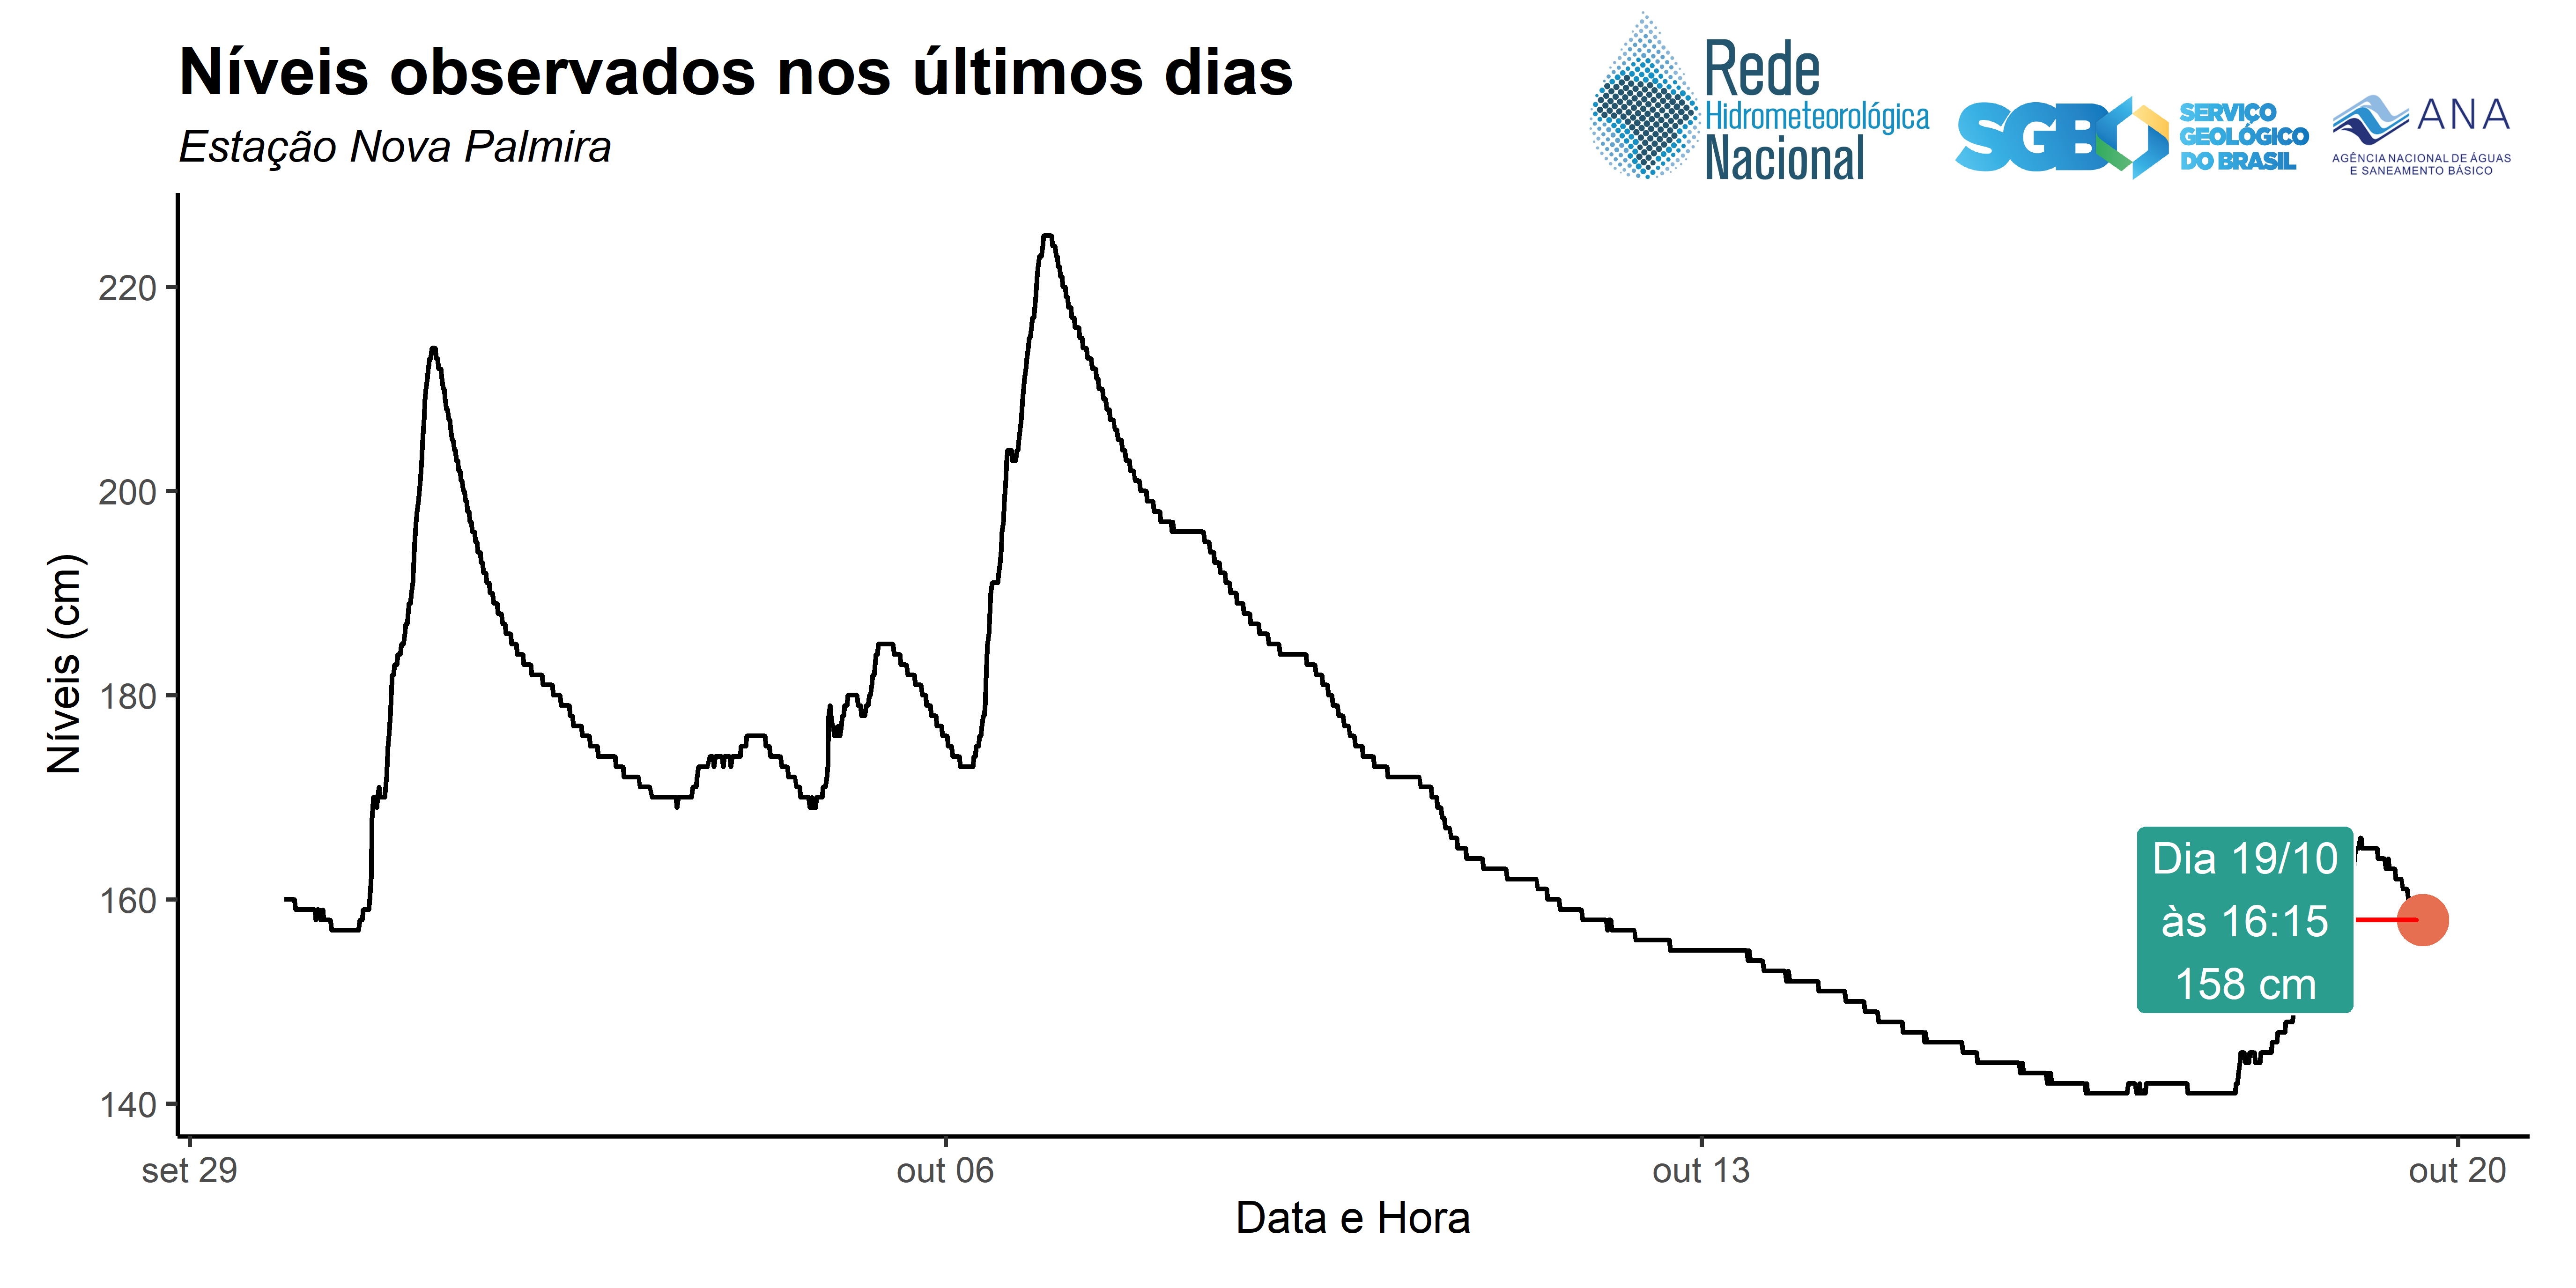 Níveis observados nos últimos dias
Estação Nova Palmira
Rede
Hidrometeorológica
Nacional
SGB
SERVIÇO
GEOLÓGICO
DO BRASIL
ANA
AGÊNCIA NACIONAL DE ÁGUAS
E SANEAMENTO BÁSICO
Níveis (cm)
220
200
180
160
140
Dia 19/10
às 16:15
158 cm
set 29
out 06
out 13
out 20
Data e Hora